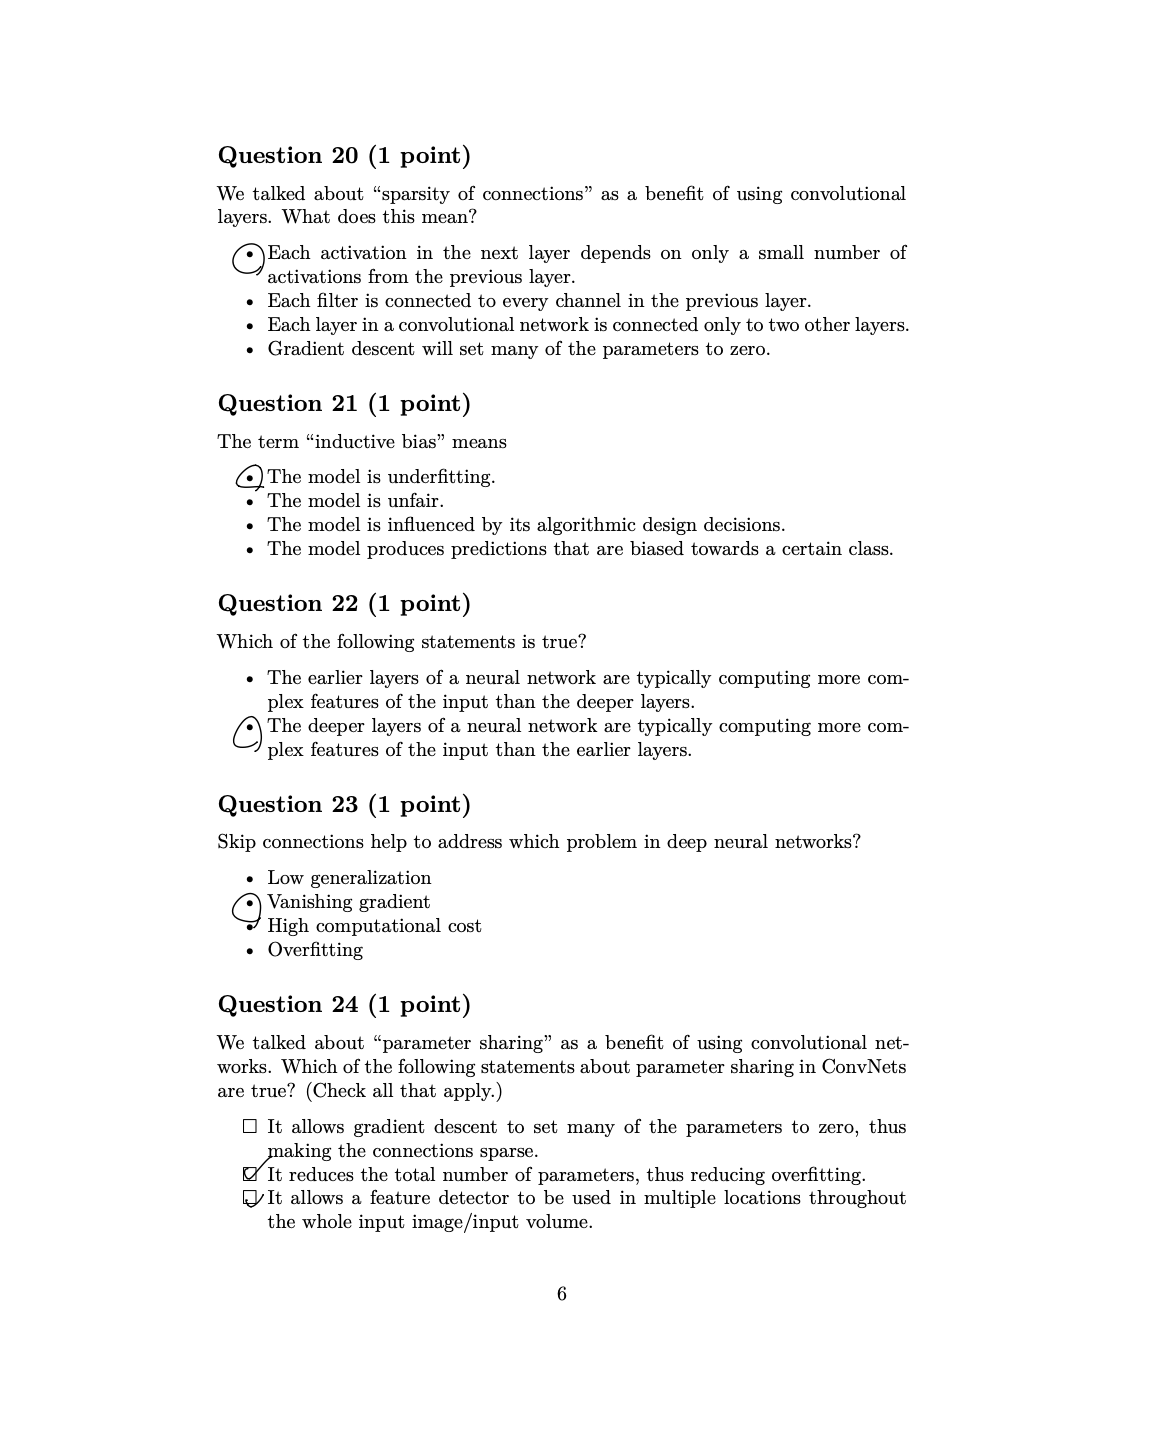 Question 20 (1 point)
We talked about “sparsity of connections” as a benefit of using convolutional
layers. What does this mean?
• Each activation in the next layer depends on only a small number of
activations from the previous layer.
• Each filter is connected to every channel in the previous layer.
• Each layer in a convolutional network is connected only to two other layers.
• Gradient descent will set many of the parameters to zero.
Question 21 (1 point)
The term “inductive bias” means
• The model is underfitting.
• The model is unfair.
• The model is influenced by its algorithmic design decisions.
• The model produces predictions that are biased towards a certain class.
Question 22 (1 point)
Which of the following statements is true?
• The earlier layers of a neural network are typically computing more com-
plex features of the input than the deeper layers.
• The deeper layers of a neural network are typically computing more com-
plex features of the input than the earlier layers.
Question 23 (1 point)
Skip connections help to address which problem in deep neural networks?
• Low generalization
• Vanishing gradient
• High computational cost
• Overfitting
Question 24 (1 point)
We talked about “parameter sharing” as a benefit of using convolutional net-
works. Which of the following statements about parameter sharing in ConvNets
are true? (Check all that apply.)
☐ It allows gradient descent to set many of the parameters to zero, thus
making the connections sparse.
☑ It reduces the total number of parameters, thus reducing overfitting.
☑ It allows a feature detector to be used in multiple locations throughout
the whole input image/input volume.
6